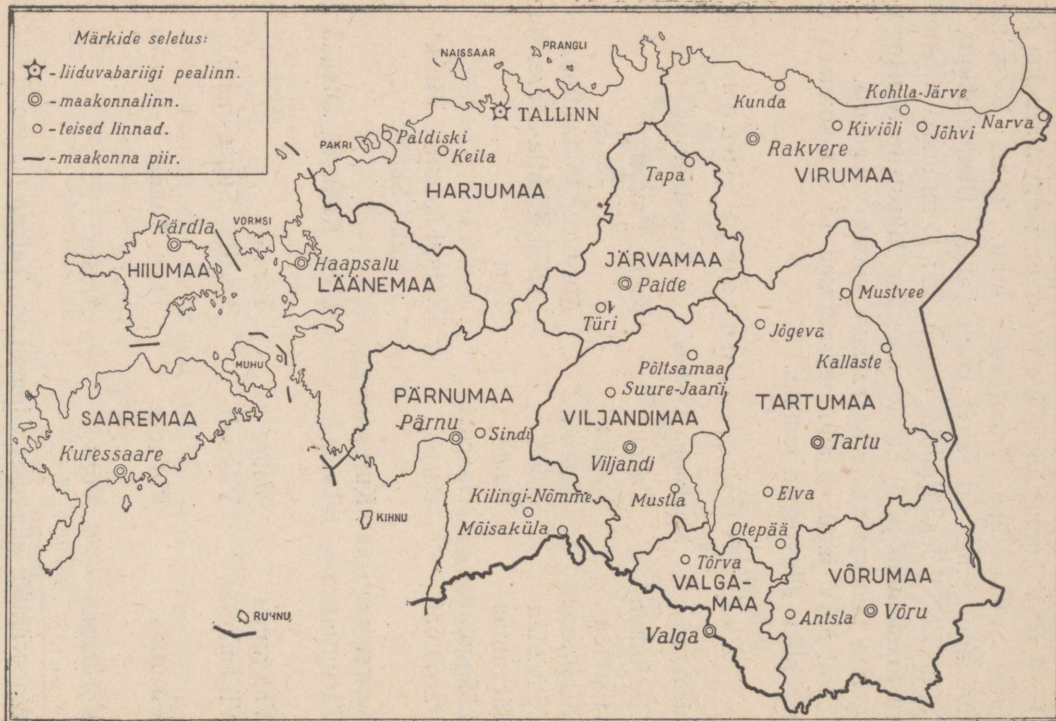 Märkide seletus:
- liiduvabariigi pealinn.
- maakonnalinn.
- teised linnad.
- maakonna piir.
NAISSAAR
PRANGLI
TALLINN
PAKRI
Paldiski
Keila
HARJUMAA
Kunda
Kohtla-Järve
Kiviõli
Jõhvi
Narva
Rakvere
VIRUMAA
Tapa
Kärdla
HIIUMAA
VORMSI
Haapsalu
LÄÄNEMAA
JÄRVAMAA
Paide
Türi
Mustvee
Jõgeva
Kallaste
MUHU
SAAREMAA
Kuressaare
PÄRNUMAA
Pärnu
Sindi
Põltsamaa
Suure-Jaani
VILJANDIMAA
Viljandi
Mustla
TARTUMAA
Tartu
Elva
Kilingi-Nõmme
Mõisaküla
KIHNU
Otepää
Tõrva
VALGA-
MAA
Valga
VÕRUMAA
Antsla
Võru
RUHNU